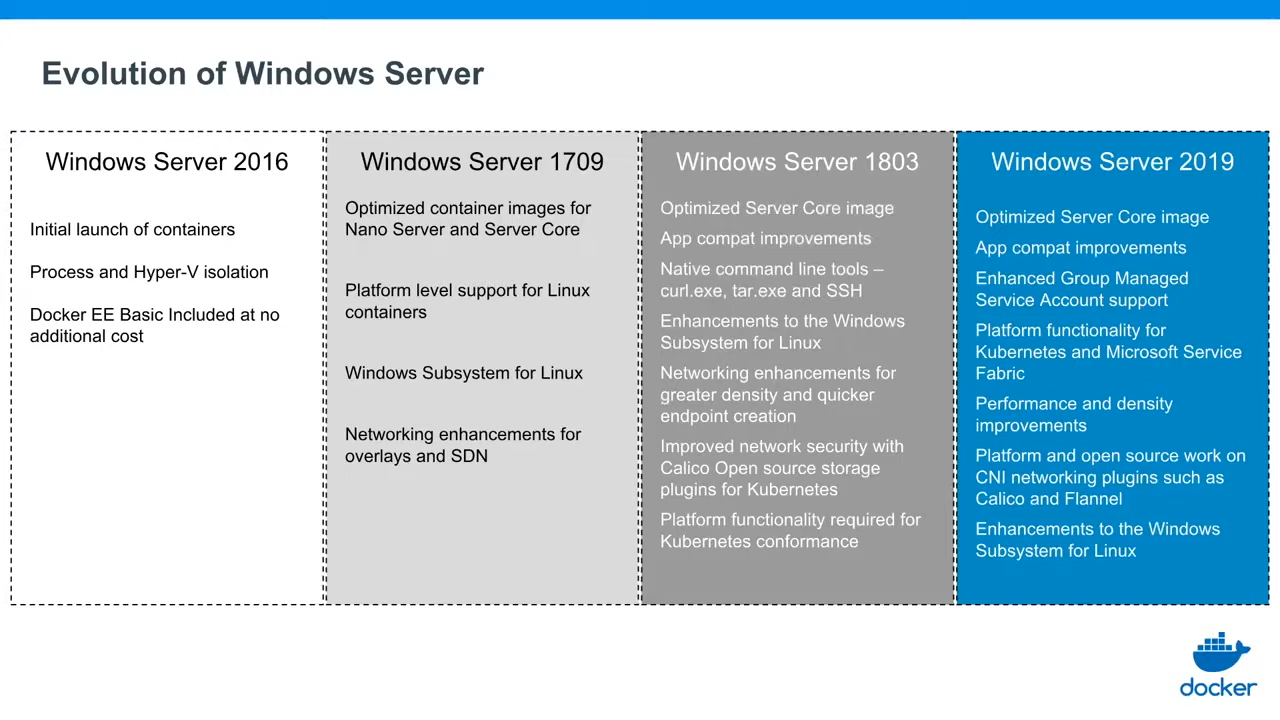 Evolution of Windows Server
Windows Server 2016
Initial launch of containers
Process and Hyper-V isolation
Docker EE Basic Included at no
additional cost
Windows Server 1709
Optimized container images for
Nano Server and Server Core
Platform level support for Linux
containers
Windows Subsystem for Linux
Networking enhancements for
overlays and SDN
Windows Server 1803
Optimized Server Core image
App compat improvements
Native command line tools –
curl.exe, tar.exe and SSH
Enhancements to the Windows
Subsystem for Linux
Networking enhancements for
greater density and quicker
endpoint creation
Improved network security with
Calico Open source storage
plugins for Kubernetes
Platform functionality required for
Kubernetes conformance
Windows Server 2019
Optimized Server Core image
App compat improvements
Enhanced Group Managed
Service Account support
Platform functionality for
Kubernetes and Microsoft Service
Fabric
Performance and density
improvements
Platform and open source work on
CNI networking plugins such as
Calico and Flannel
Enhancements to the Windows
Subsystem for Linux
docker